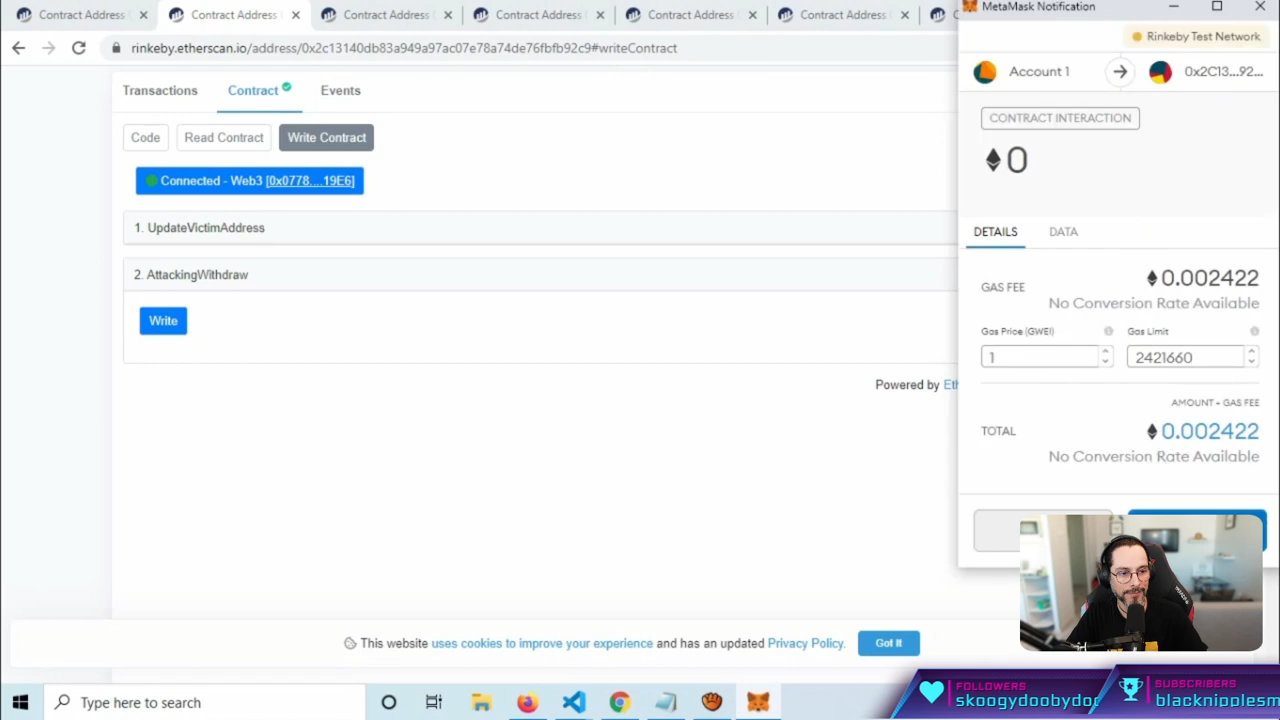 Contract Address
Contract Address
Contract Address
Contract Address
Contract Address
Contract Address
rinkeby.etherscan.io/address/0x2c13140db83a949a97ac07e78a74de76fbfb92c9#writeContract
Transactions
Contract
Events
Code
Read Contract
Write Contract
Connected - Web3 [0x0778....19E6]
1. UpdateVictimAddress
2. AttackingWithdraw
Write
Powered by
This website uses cookies to improve your experience and has an updated Privacy Policy.
Got It
MetaMask Notification
Rinkeby Test Network
Account 1
0x2C13...92...
CONTRACT INTERACTION
0
DETAILS
DATA
GAS FEE
0.002422
No Conversion Rate Available
Gas Price (GWEI)
Gas Limit
1
2421660
AMOUNT + GAS FEE
TOTAL
0.002422
No Conversion Rate Available
Type here to search
FOLLOWERS
skoogydoobydoo
SUBSCRIBERS
blacknipplesm